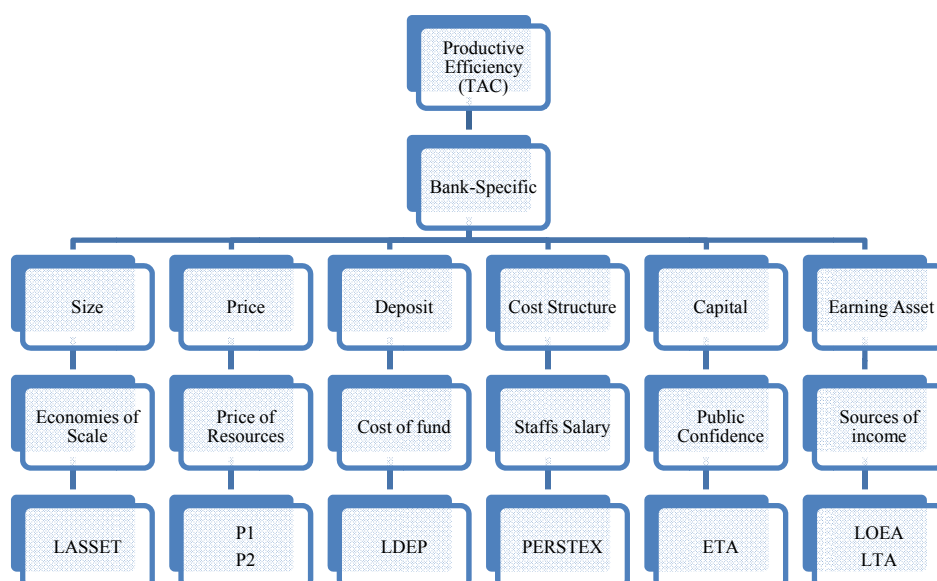 Productive
Efficiency
(TAC)
Bank-Specific
Size
Price
Deposit
Cost Structure
Capital
Earning Asset
Economies of
Scale
Price of
Resources
Cost of fund
Staffs Salary
Public
Confidence
Sources of
income
LASSET
P1
P2
LDEP
PERSTEX
ETA
LOEA
LTA